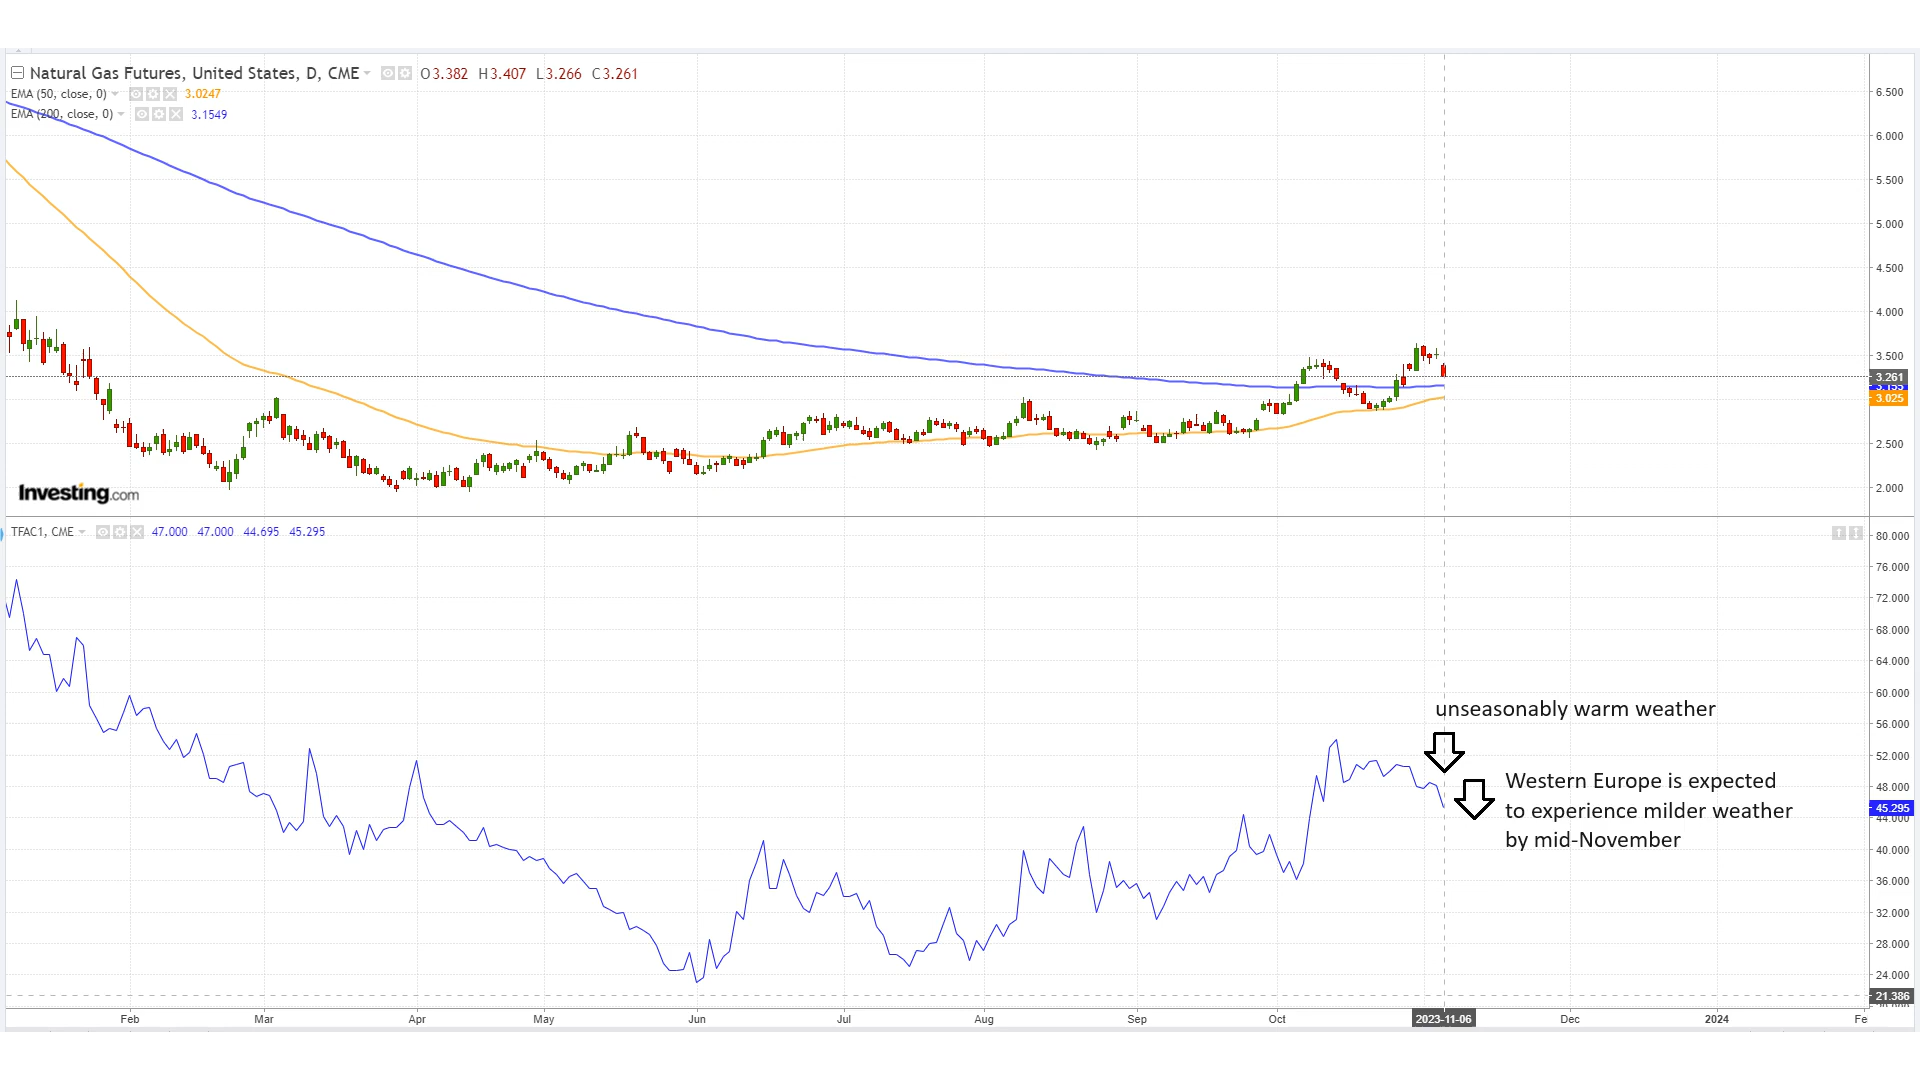 Natural Gas Futures, United States, D, CME O3.382 H3.407 L3.266 C3.261
EMA (50, close, 0) 3.0247
EMA (200, close, 0) 3.1549
6.500
6.000
5.500
5.000
4.500
4.000
3.500
3.261
3.155
3.025
2.500
2.000
Investing.com
TFAC1, CME 47.000 47.000 44.695 45.295
80.000
76.000
72.000
68.000
64.000
60.000
unseasonably warm weather
56.000
52.000
Western Europe is expected
to experience milder weather
by mid-November
48.000
45.295
44.000
40.000
36.000
32.000
28.000
24.000
21.386
Feb Mar Apr May Jun Jul Aug Sep Oct 2023-11-06 Dec 2024 Fe